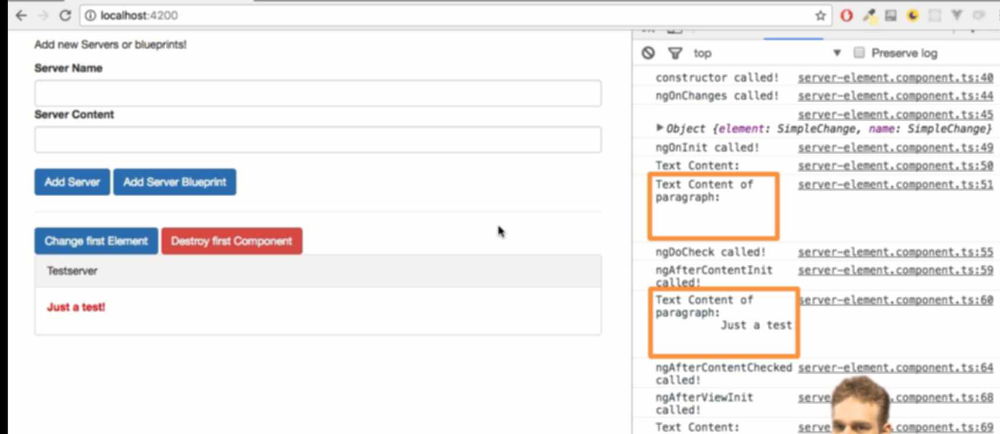 localhost:4200
Add new Servers or blueprints!
Server Name
Server Content
Add Server
Add Server Blueprint
Change first Element
Destroy first Component
Testserver
Just a test!
top
Preserve log
constructor called! server-element.component.ts:40
ngOnChanges called! server-element.component.ts:44
server-element.component.ts:45
Object {element: SimpleChange, name: SimpleChange}
ngOnInit called! server-element.component.ts:49
Text Content: server-element.component.ts:50
Text Content of server-element.component.ts:51
paragraph:
ngDoCheck called! server-element.component.ts:55
ngAfterContentInit server-element.component.ts:59
called!
Text Content of server-element.component.ts:60
paragraph:
Just a test
ngAfterContentChecked server-element.component.ts:64
called!
ngAfterViewInit serve .component.ts:68
called!
Text Content: serve .component.ts:69